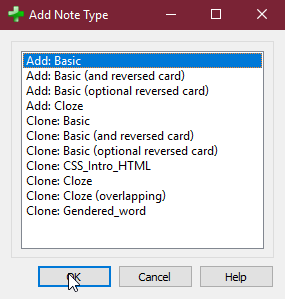 Add Note Type
Add: Basic
Add: Basic (and reversed card)
Add: Basic (optional reversed card)
Add: Cloze
Clone: Basic
Clone: Basic (and reversed card)
Clone: Basic (optional reversed card)
Clone: CSS_Intro_HTML
Clone: Cloze
Clone: Cloze (overlapping)
Clone: Gendered_word
OK Cancel Help